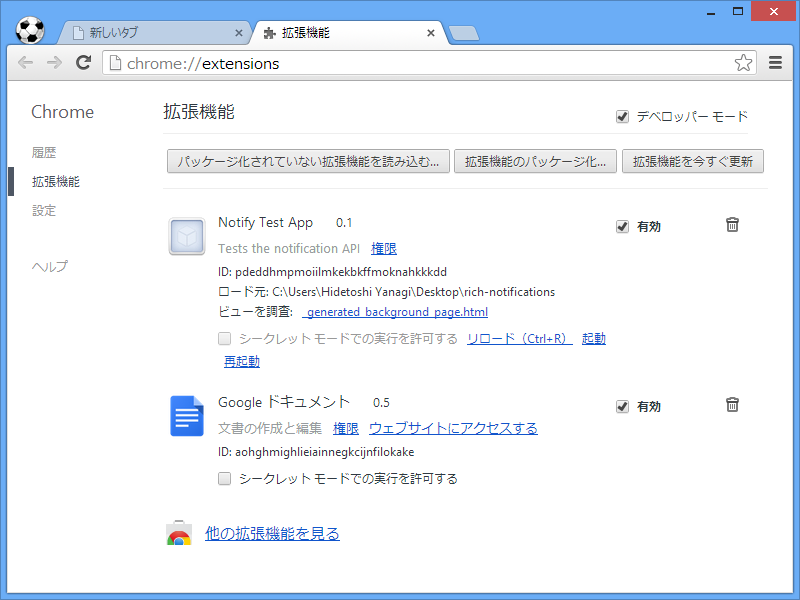 新しいタブ
拡張機能
chrome://extensions
Chrome
拡張機能
デベロッパー モード
履歴
拡張機能
設定
ヘルプ
パッケージ化されていない拡張機能を読み込む...
拡張機能のパッケージ化...
拡張機能を今すぐ更新
Notify Test App 0.1
有効
Tests the notification API 権限
ID: pdeddhmpmoiilmkekbkffmoknahkkkdd
ロード元: C:\Users\Hidetoshi Yanagi\Desktop\rich-notifications
ビューを調査: _generated_background_page.html
シークレット モードでの実行を許可する リロード（Ctrl+R） 起動
再起動
Google ドキュメント 0.5
有効
文書の作成と編集 権限 ウェブサイトにアクセスする
ID: aohghmighlieiainnegkcijnfilokake
シークレット モードでの実行を許可する
他の拡張機能を見る